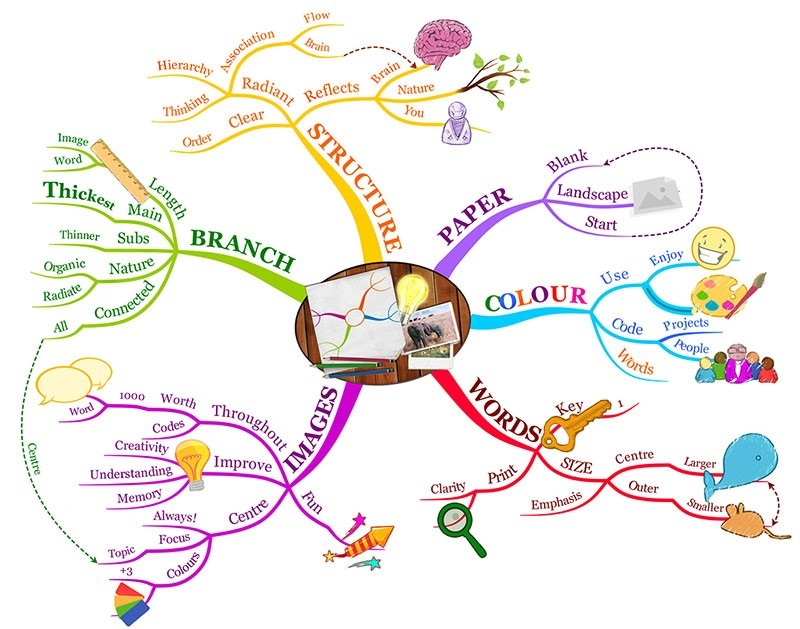 STRUCTURE
Radiant
Association
Flow
Brain
Hierarchy
Thinking
Clear
Order
Reflects
Brain
Nature
You
PAPER
Blank
Landscape
Start
COLOUR
Use
Enjoy
Code
Projects
People
Words
WORDS
Key
1
SIZE
Centre
Larger
Outer
Smaller
Emphasis
Print
Clarity
IMAGES
Throughout
Worth
1000
Word
Codes
Improve
Creativity
Understanding
Memory
Centre
Always!
Focus
Topic
Colours
+3
Fun
BRANCH
Length
Image
Word
Main
Thickest
Subs
Thinner
Nature
Organic
Radiate
Connected
All
Centre